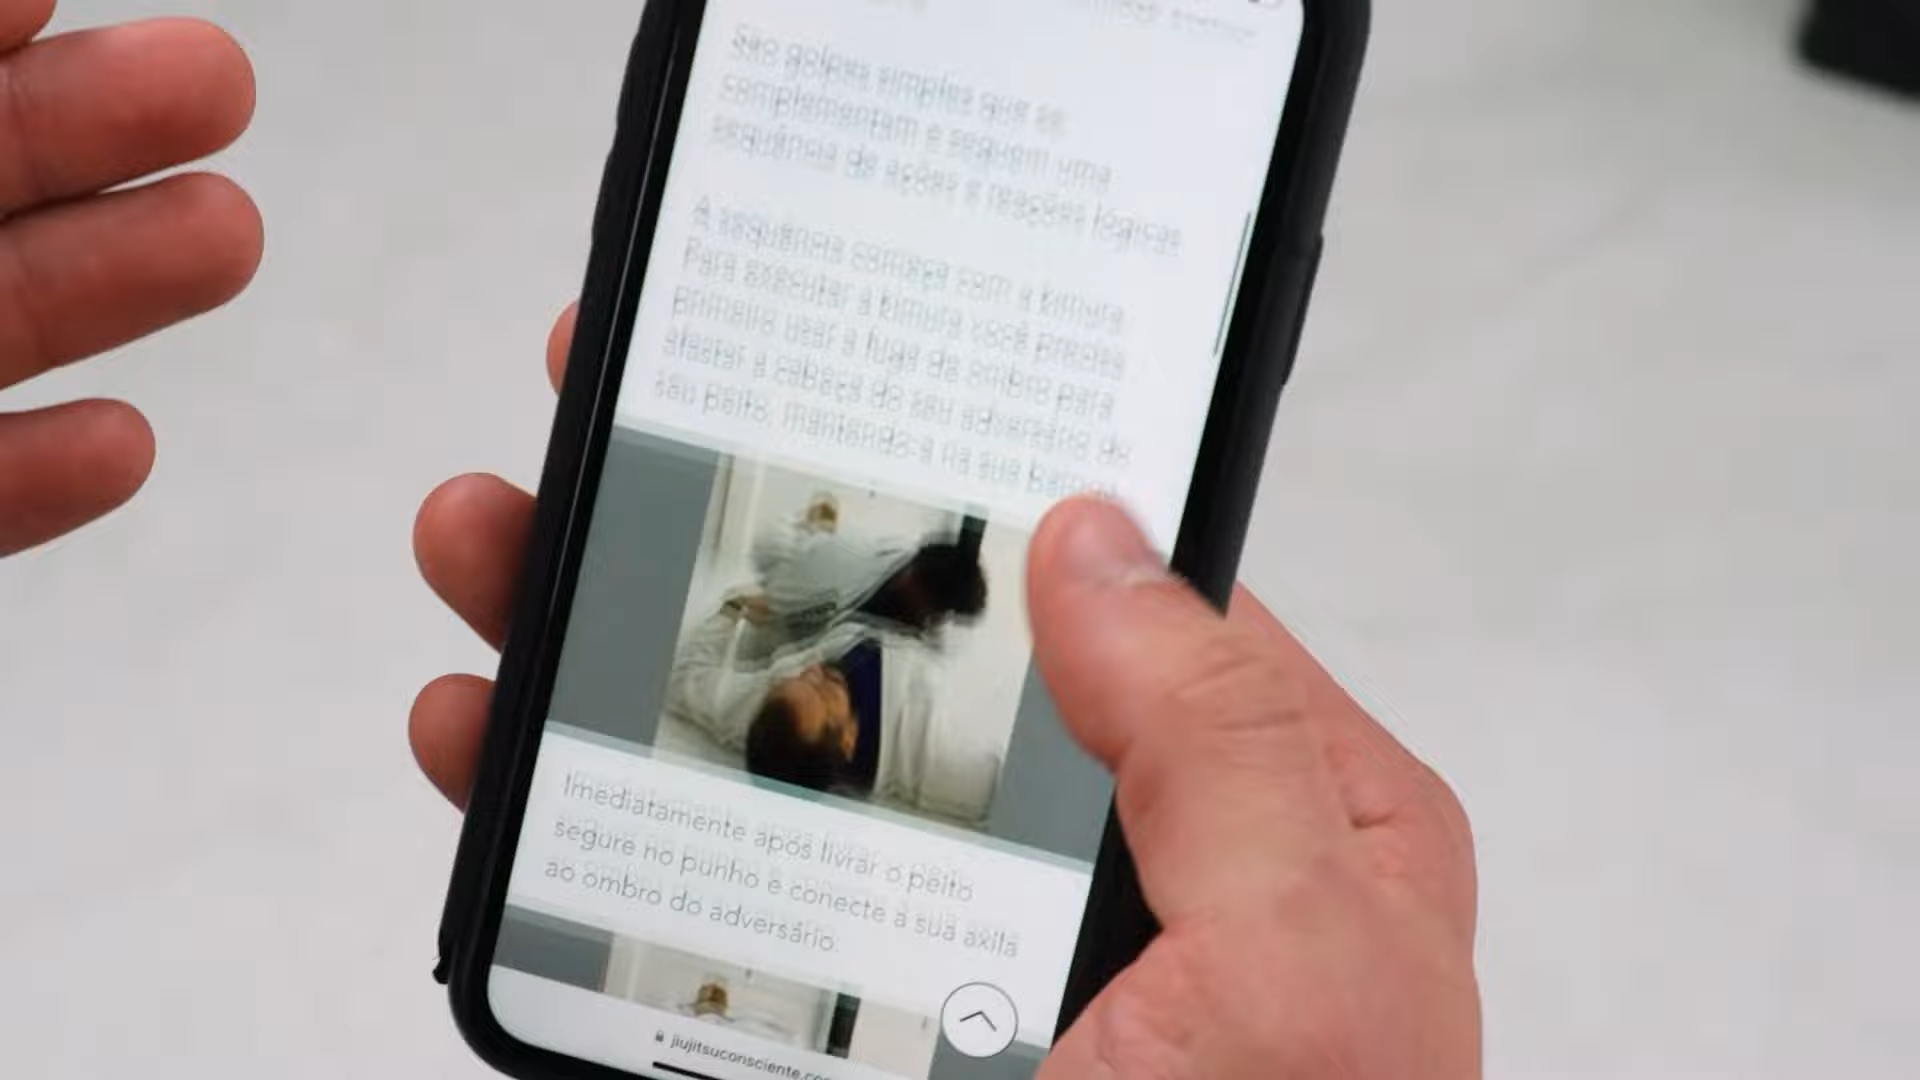 São golpes simples que se
complementam e seguem uma
sequência de ações e reações lógicas
A sequência começa com a kimura
Para executar a kimura você precisa
primeiro usar a fuga de ombro para
afastar a cabeça do seu adversário do
seu peito, mantendo-a na sua
Imediatamente após livrar o peito
segure no punho e conecte a sua axila
ao ombro do adversário:
jiujitsuconsciente.co